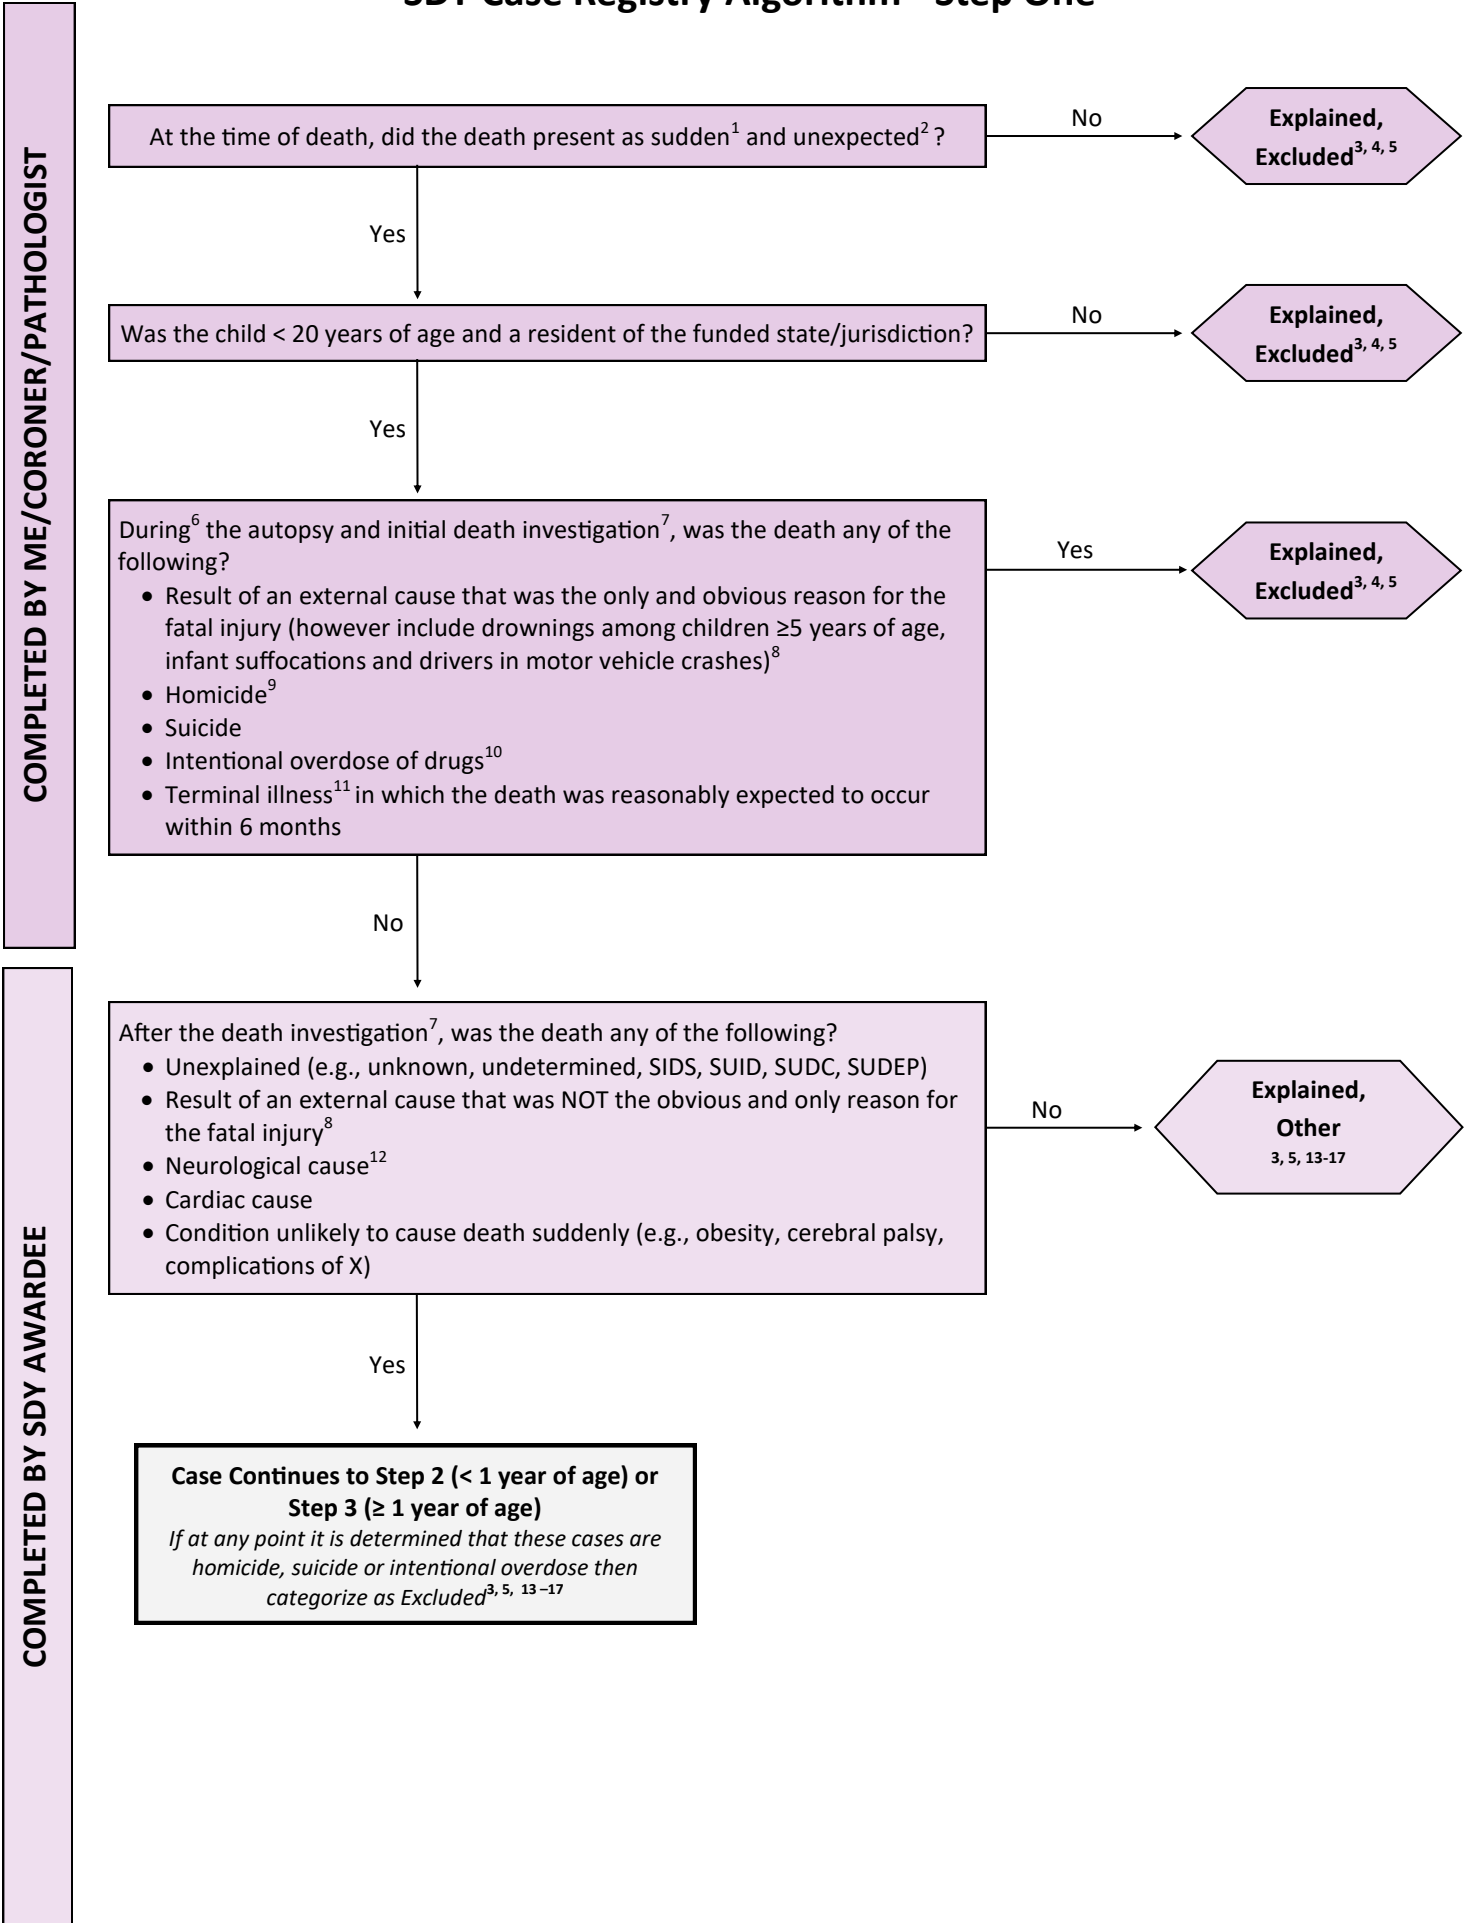 SDY Case Registry Algorithm - Step One
COMPLETED BY ME/CORONER/PATHOLOGIST
At the time of death, did the death present as sudden1 and unexpected2 ?
No
Explained,
Excluded3, 4, 5
Yes
Was the child < 20 years of age and a resident of the funded state/jurisdiction?
No
Explained,
Excluded3, 4, 5
Yes
During6 the autopsy and initial death investigation7, was the death any of the
following?
• Result of an external cause that was the only and obvious reason for the
fatal injury (however include drownings among children ≥5 years of age,
infant suffocations and drivers in motor vehicle crashes)8
• Homicide9
• Suicide
• Intentional overdose of drugs10
• Terminal illness11 in which the death was reasonably expected to occur
within 6 months
Yes
Explained,
Excluded3, 4, 5
No
COMPLETED BY SDY AWARDEE
After the death investigation7, was the death any of the following?
• Unexplained (e.g., unknown, undetermined, SIDS, SUID, SUDC, SUDEP)
• Result of an external cause that was NOT the obvious and only reason for
the fatal injury8
• Neurological cause12
• Cardiac cause
• Condition unlikely to cause death suddenly (e.g., obesity, cerebral palsy,
complications of X)
No
Explained,
Other
3, 5, 13-17
Yes
Case Continues to Step 2 (< 1 year of age) or
Step 3 (≥ 1 year of age)
If at any point it is determined that these cases are
homicide, suicide or intentional overdose then
categorize as Excluded3, 5, 13–17